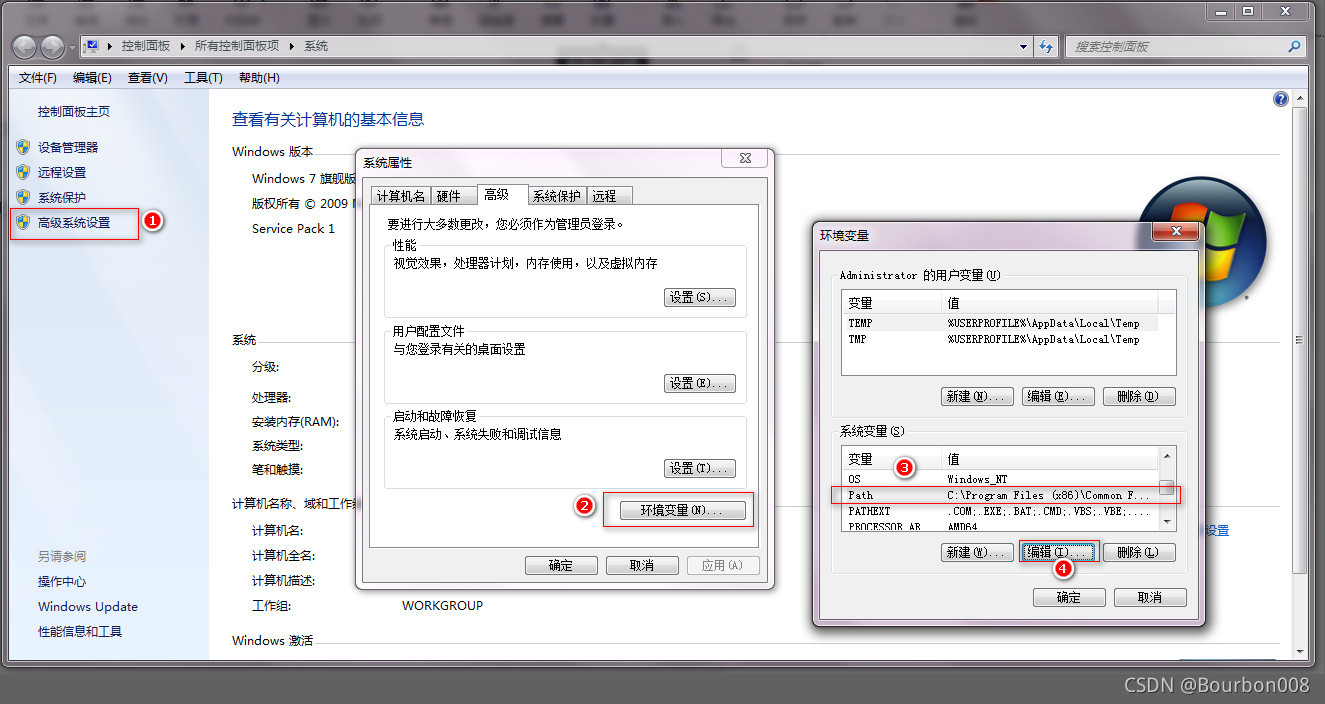 控制面板 ▸ 所有控制面板项 ▸ 系统
搜索控制面板
文件(F) 编辑(E) 查看(V) 工具(T) 帮助(H)
控制面板主页
设备管理器
远程设置
系统保护
高级系统设置
1
另请参阅
操作中心
Windows Update
性能信息和工具
查看有关计算机的基本信息
Windows 版本
Windows 7 旗舰版
版权所有 © 2009
Service Pack 1
系统
分级:
处理器:
安装内存(RAM):
系统类型:
笔和触摸:
计算机名称、域和工作组
计算机名:
计算机全名:
计算机描述:
工作组: WORKGROUP
Windows 激活
设置
系统属性
计算机名 硬件 高级 系统保护 远程
要进行大多数更改，您必须作为管理员登录。
性能
视觉效果，处理器计划，内存使用，以及虚拟内存
设置(S)...
用户配置文件
与您登录有关的桌面设置
设置(E)...
启动和故障恢复
系统启动、系统失败和调试信息
设置(T)...
2
环境变量(N)...
确定 取消 应用(A)
环境变量
Administrator 的用户变量(U)
变量 值
TEMP %USERPROFILE%\AppData\Local\Temp
TMP %USERPROFILE%\AppData\Local\Temp
新建(N)... 编辑(E)... 删除(D)
系统变量(S)
变量 值
3
OS Windows_NT
Path C:\Program Files (x86)\Common F...
PATHEXT .COM;.EXE;.BAT;.CMD;.VBS;.VBE;....
PROCESSOR_AR AMD64
新建(W)... 编辑(I)... 删除(L)
4
确定 取消
CSDN @Bourbon008